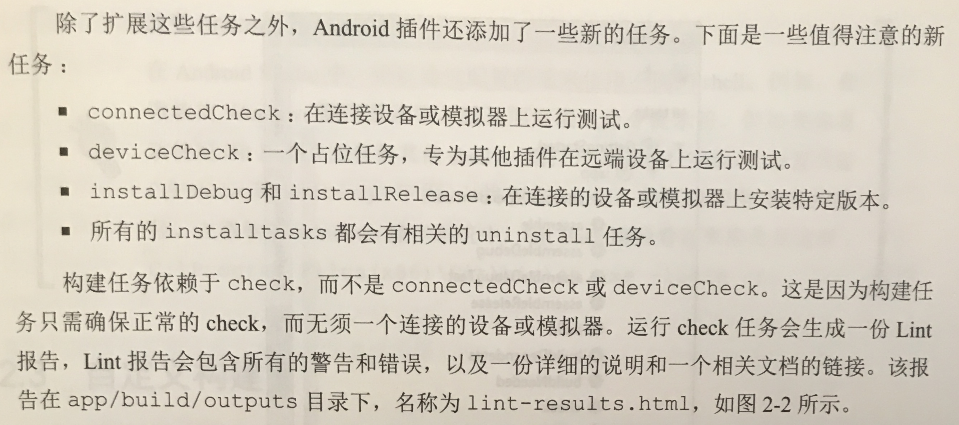 除了扩展这些任务之外，Android 插件还添加了一些新的任务。下面是一些值得注意的新
任务：
■ connectedCheck：在连接设备或模拟器上运行测试。
■ deviceCheck：一个占位任务，专为其他插件在远端设备上运行测试。
■ installDebug 和 installRelease：在连接的设备或模拟器上安装特定版本。
■ 所有的 installtasks 都会有相关的 uninstall 任务。
构建任务依赖于 check，而不是 connectedCheck 或 deviceCheck。这是因为构建任
务只需确保正常的 check，而无须一个连接的设备或模拟器。运行 check 任务会生成一份 Lint
报告，Lint 报告会包含所有的警告和错误，以及一份详细的说明和一个相关文档的链接。该报
告在 app/build/outputs 目录下，名称为 lint-results.html，如图 2-2 所示。